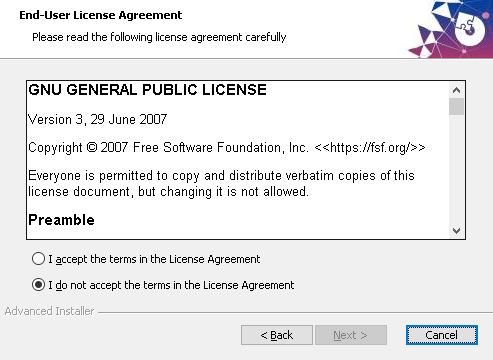 End-User License Agreement
Please read the following license agreement carefully
GNU GENERAL PUBLIC LICENSE
Version 3, 29 June 2007
Copyright © 2007 Free Software Foundation, Inc. <<https://fsf.org/>>
Everyone is permitted to copy and distribute verbatim copies of this
license document, but changing it is not allowed.
Preamble
I accept the terms in the License Agreement
I do not accept the terms in the License Agreement
Advanced Installer
< Back
Next >
Cancel